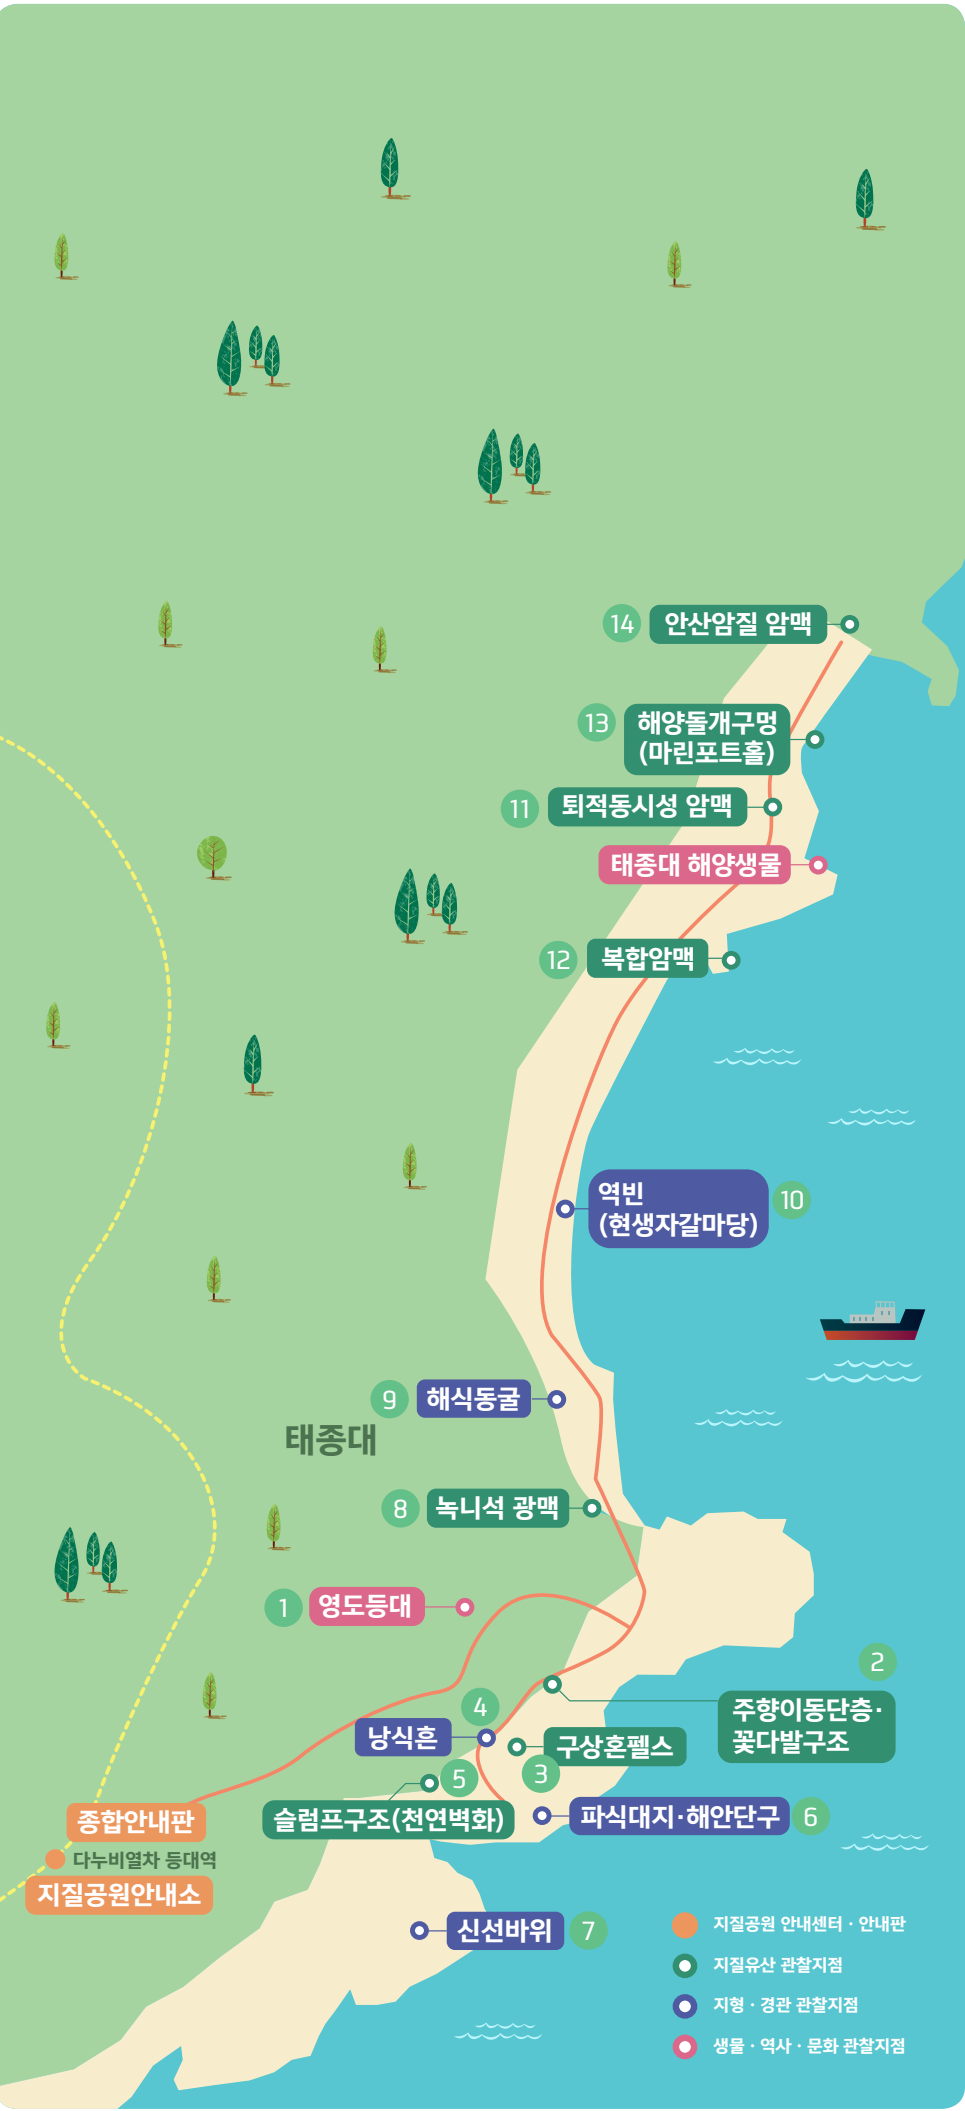 14 안산암질 암맥
13 해양돌개구멍
(마린포트홀)
11 퇴적동시성 암맥
태종대 해양생물
12 복합암맥
역빈 10
(현생자갈마당)
9 해식동굴
태종대
8 녹니석 광맥
1 영도등대
2
주향이동단층·
꽃다발구조
4
낭식흔
구상혼펠스
3
5
슬럼프구조(천연벽화)
파식대지·해안단구 6
종합안내판
다누비열차 등대역
지질공원안내소
신선바위 7
지질공원 안내센터 · 안내판
지질유산 관찰지점
지형 · 경관 관찰지점
생물 · 역사 · 문화 관찰지점